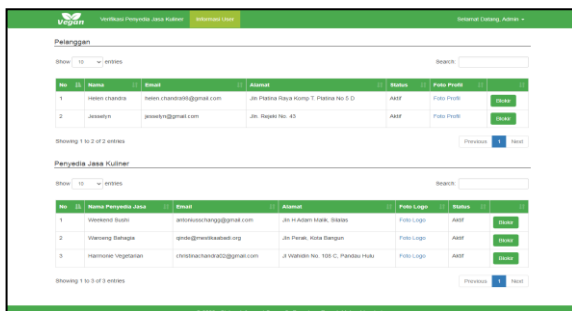 Vegan Verifikasi Penyedia Jasa Kuliner Informasi User Selamat Datang, Admin
Pelanggan
Show 10 entries Search:
No Nama Email Alamat Status Foto Profil
1 Helen chandra helen.chandra98@gmail.com Jln Platina Raya Komp T. Platina No 5 D Aktif Foto Profil Blokir
2 Jesselyn jesselyn@gmail.com Jln. Rejeki No. 45 Aktif Foto Profil Blokir
Showing 1 to 2 of 2 entries Previous 1 Next
Penyedia Jasa Kuliner
Show 10 entries Search:
No Nama Penyedia Jasa Email Alamat Foto Logo Status
1 Weekend Sushi antoniusschangg@gmail.com Jln H Adam Malik, Silalas Foto Logo Aktif Blokir
2 Waroeng Bahagia qinde@mestikaabadi.org Jln Perak, Kota Bangun Foto Logo Aktif Blokir
3 Harmonie Vegetarian christinachandra02@gmail.com Jl Wahidin No. 108 C, Pandau Hulu Foto Logo Aktif Blokir
Showing 1 to 3 of 3 entries Previous 1 Next